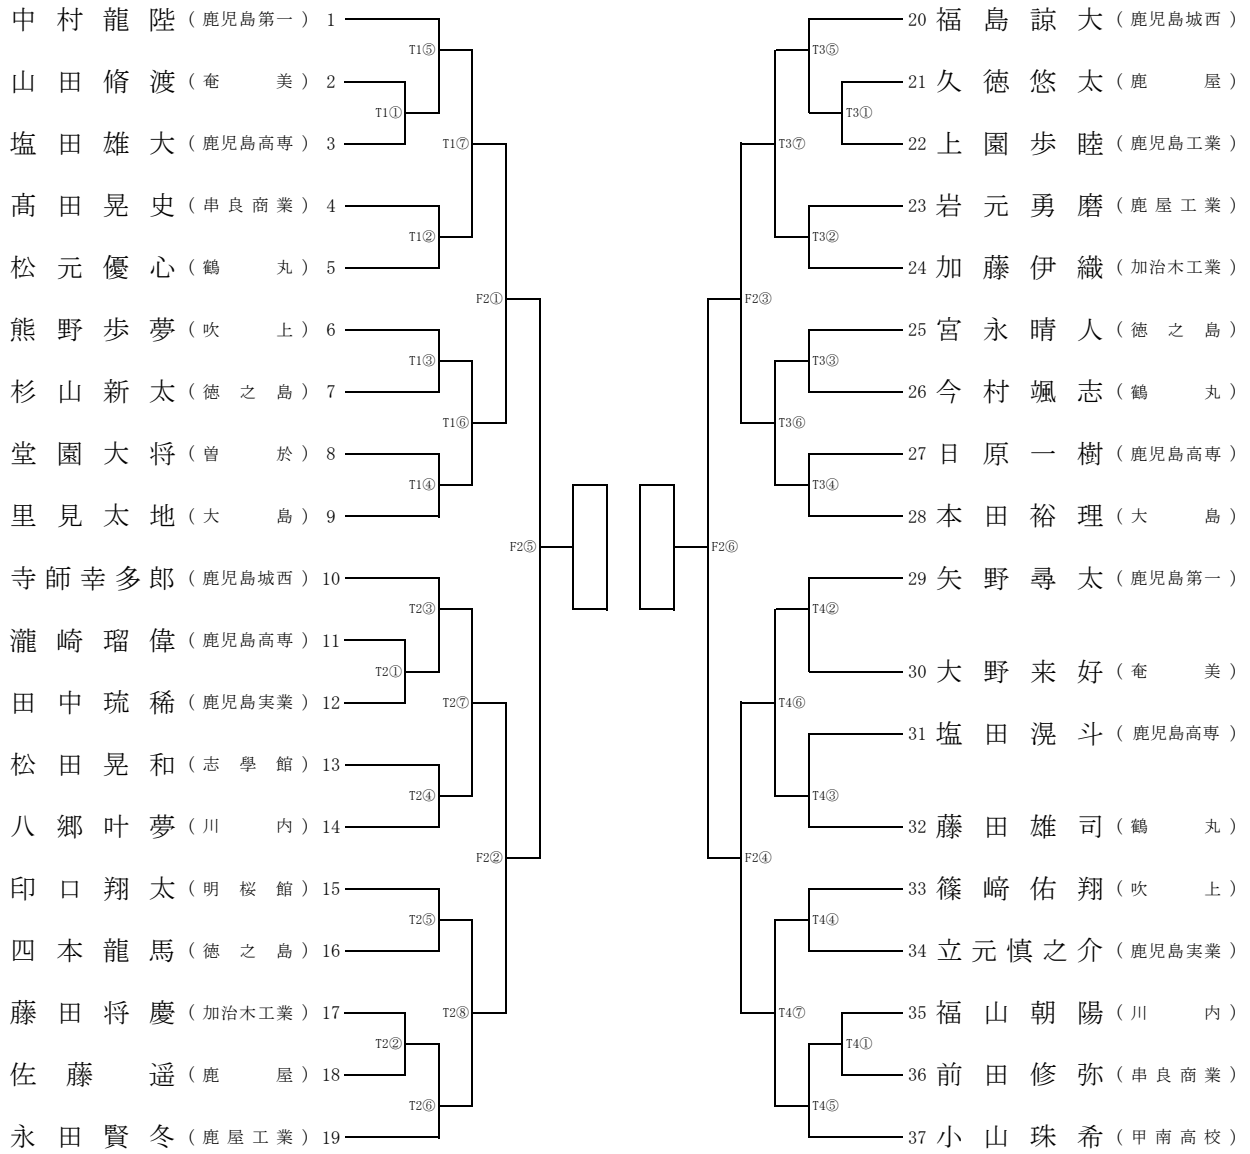 中村龍陛 (鹿児島第一) 1
T1⑤
山田脩渡 (奄美) 2
T1①
塩田雄大 (鹿児島高専) 3
T1⑦
髙田晃史 (串良商業) 4
T1②
松元優心 (鶴丸) 5
F2①
熊野歩夢 (吹上) 6
T1③
杉山新太 (徳之島) 7
T1⑥
堂園大将 (曽於) 8
T1④
里見太地 (大島) 9
F2⑤
寺師幸多郎 (鹿児島城西) 10
T2③
瀧崎瑠偉 (鹿児島高専) 11
T2①
田中琉稀 (鹿児島実業) 12
T2⑦
松田晃和 (志學館) 13
T2④
八郷叶夢 (川内) 14
F2②
印口翔太 (明桜館) 15
T2⑤
四本龍馬 (徳之島) 16
藤田将慶 (加治木工業) 17
T2⑧
T2②
佐藤遥 (鹿屋) 18
T2⑥
永田賢冬 (鹿屋工業) 19
20 福島諒大 (鹿児島城西)
T3⑤
21 久徳悠太 (鹿屋)
T3①
22 上園歩睦 (鹿児島工業)
T3⑦
23 岩元勇磨 (鹿屋工業)
T3②
24 加藤伊織 (加治木工業)
F2③
25 宮永晴人 (徳之島)
T3③
26 今村颯志 (鶴丸)
T3⑥
27 日原一樹 (鹿児島高専)
T3④
28 本田裕理 (大島)
F2⑥
29 矢野尋太 (鹿児島第一)
T4②
30 大野来好 (奄美)
T4⑥
31 塩田滉斗 (鹿児島高専)
T4③
32 藤田雄司 (鶴丸)
F2④
33 篠﨑佑翔 (吹上)
T4④
34 立元慎之介 (鹿児島実業)
35 福山朝陽 (川内)
T4⑦
T4①
36 前田修弥 (串良商業)
T4⑤
37 小山珠希 (甲南高校)